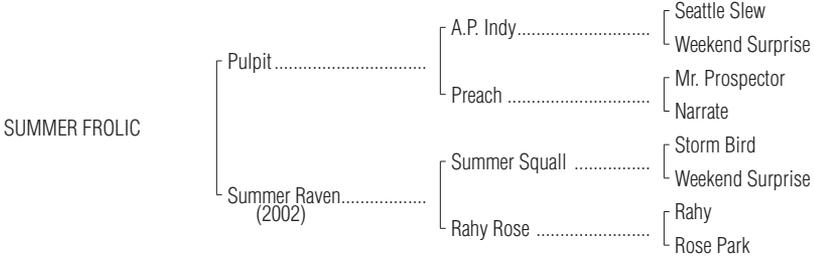 Seattle Slew
A.P. Indy..............................
Weekend Surprise
Pulpit..................................
Mr. Prospector
Preach ................................
Narrate
SUMMER FROLIC
Storm Bird
Summer Squall .................
Weekend Surprise
Summer Raven...................
(2002)
Rahy
Rahy Rose .........................
Rose Park